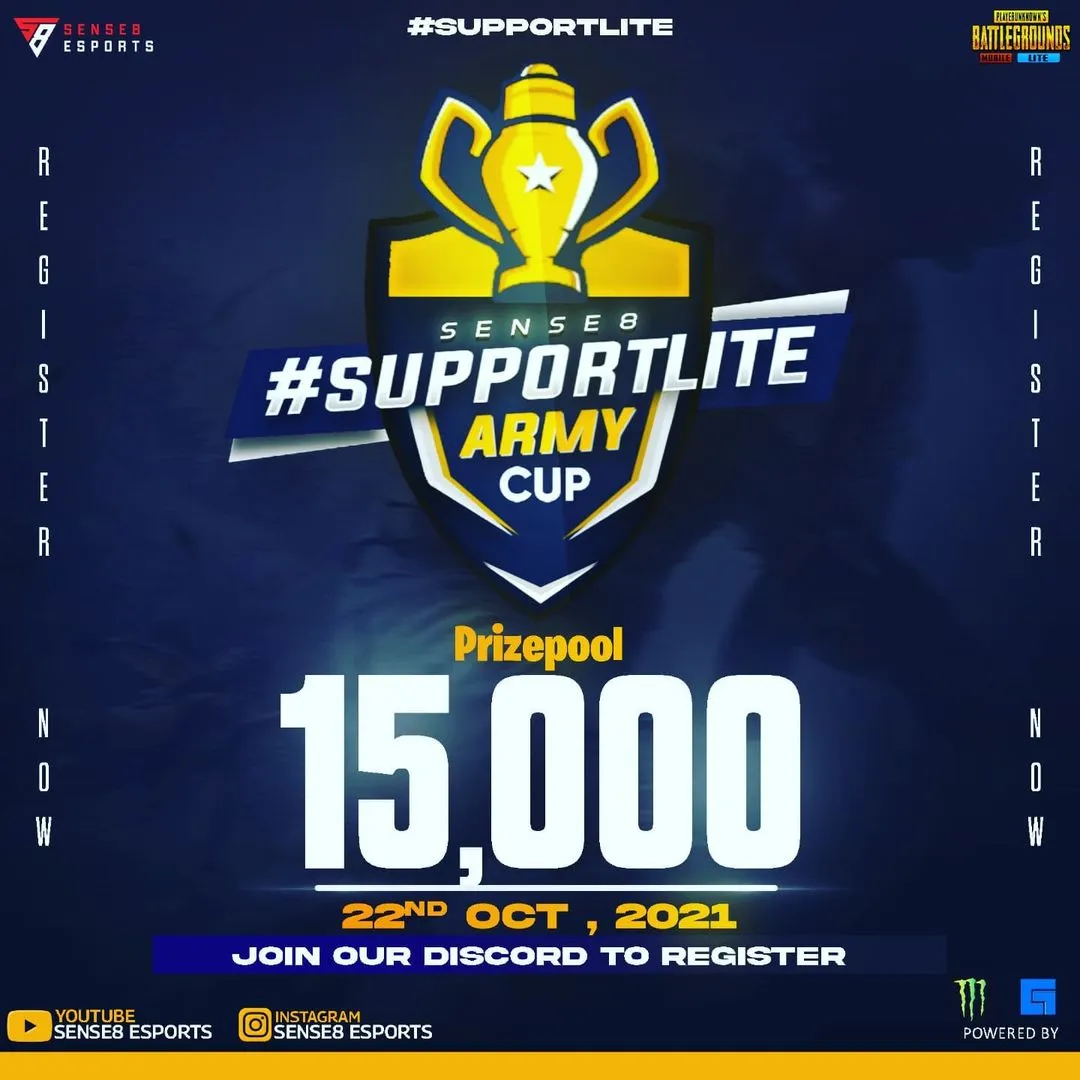 SENSE8
ESPORTS
#SUPPORTLITE
PLAYERUNKNOWN'S
BATTLEGROUNDS
MOBILE LITE
REGISTER
NOW
REGISTER
NOW
SENSE8
#SUPPORTLITE
ARMY
CUP
Prizepool
15,000
22ND OCT , 2021
JOIN OUR DISCORD TO REGISTER
YOUTUBE
SENSE8 ESPORTS
INSTAGRAM
SENSE8 ESPORTS
POWERED BY